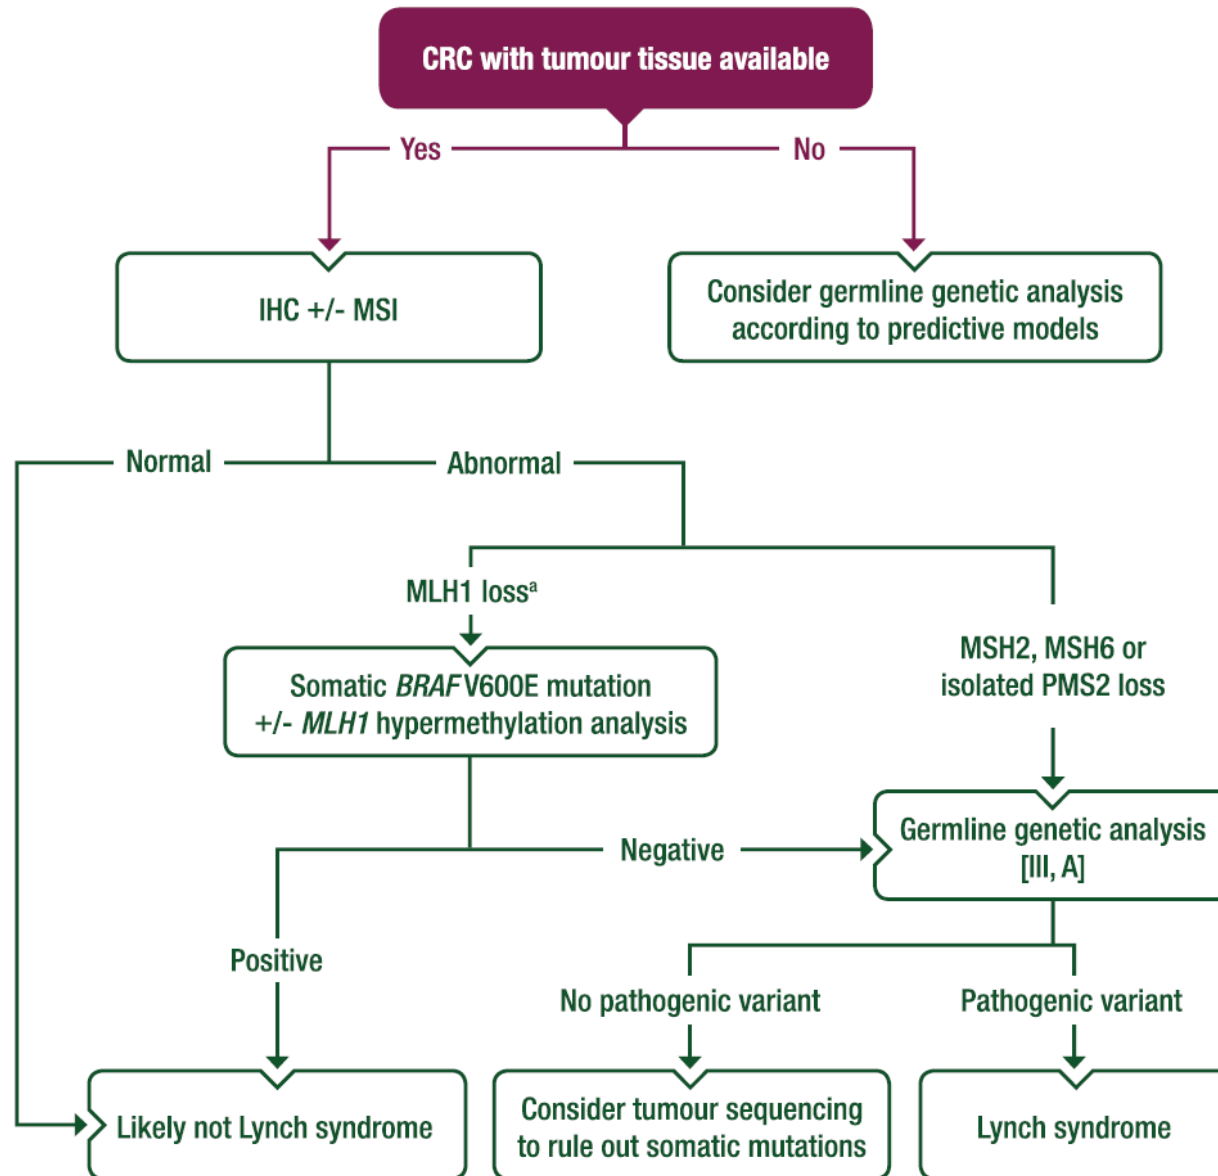 CRC with tumour tissue available
Yes
No
IHC +/- MSI
Consider germline genetic analysis
according to predictive models
Normal
Abnormal
MLH1 lossᵃ
MSH2, MSH6 or
isolated PMS2 loss
Somatic BRAF V600E mutation
+/- MLH1 hypermethylation analysis
Negative
Germline genetic analysis
[III, A]
Positive
No pathogenic variant
Pathogenic variant
Likely not Lynch syndrome
Consider tumour sequencing
to rule out somatic mutations
Lynch syndrome